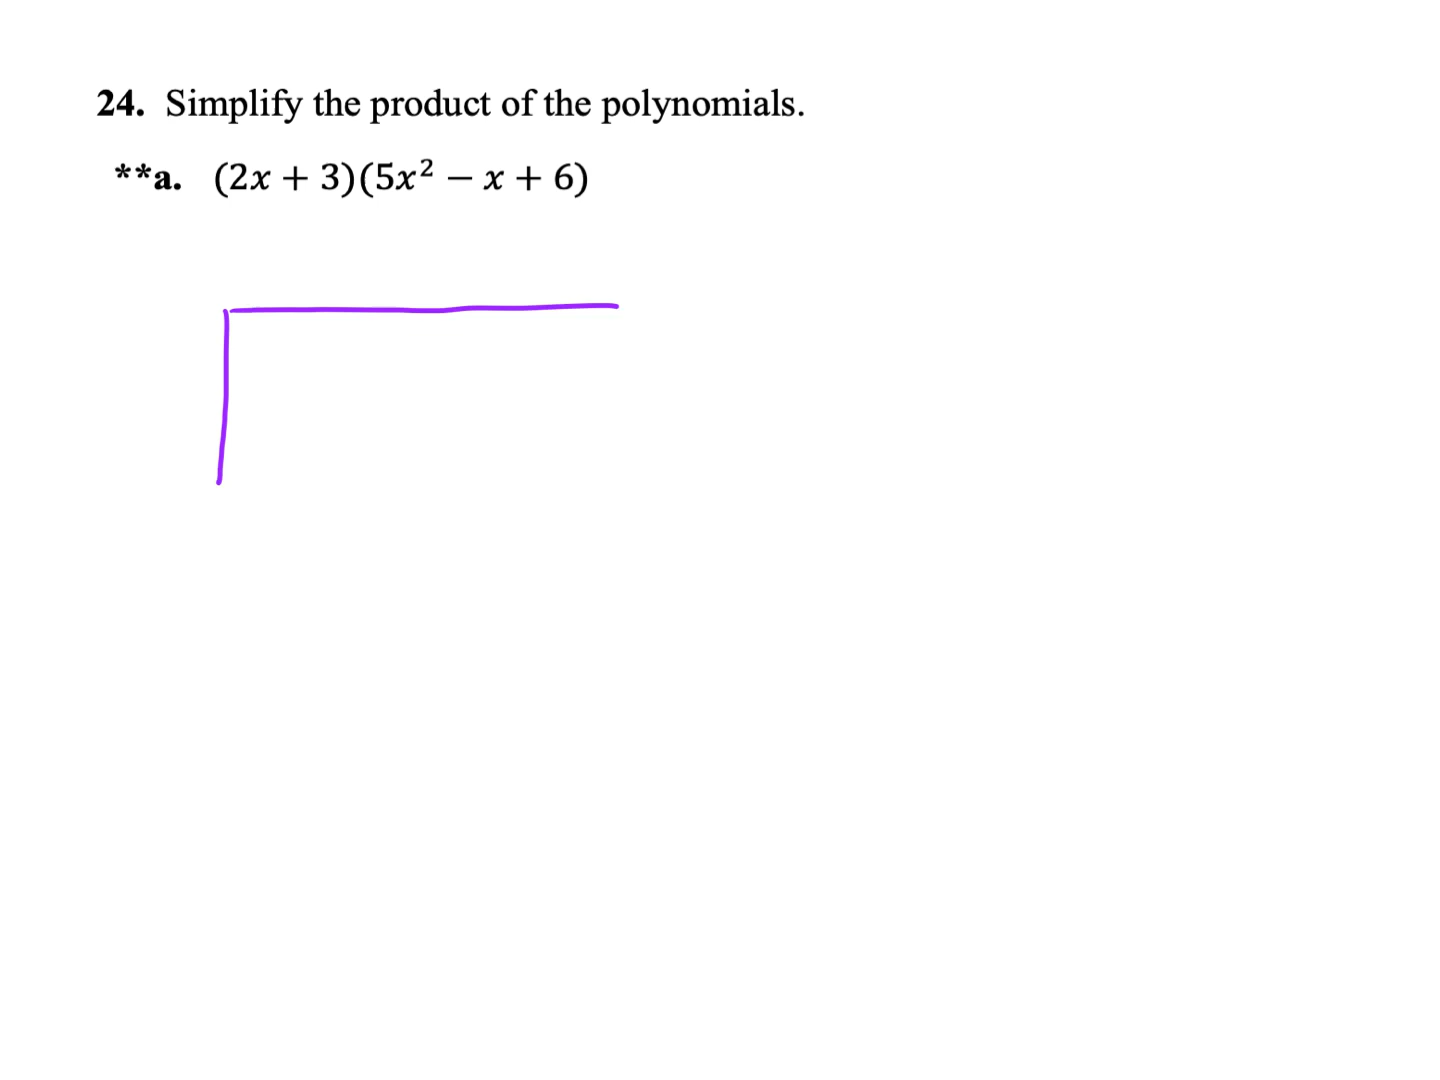 24. Simplify the product of the polynomials.
**a. (2x + 3)(5x² − x + 6)